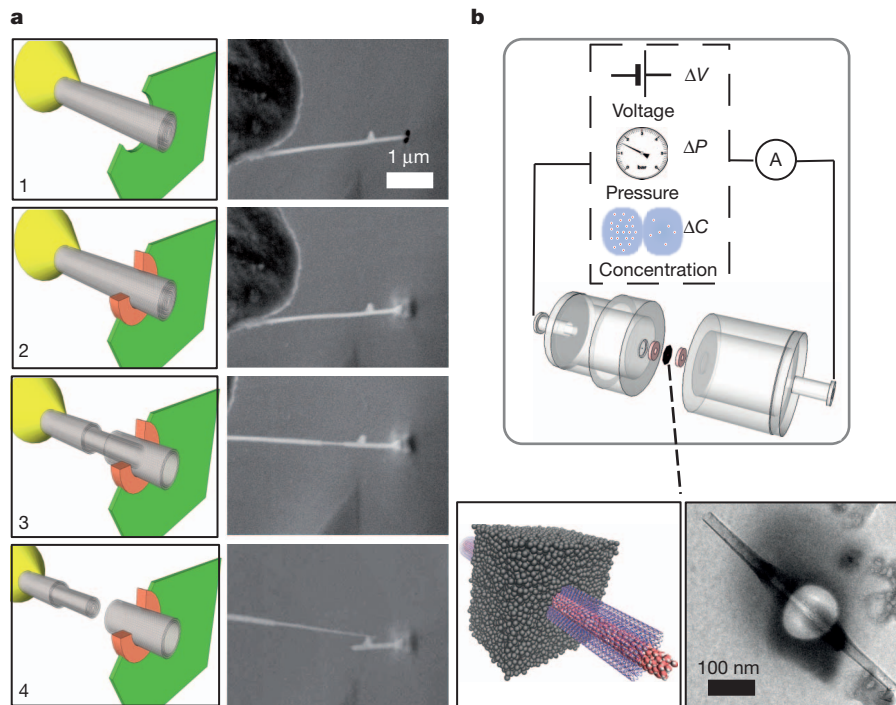 a
1
1 μm
2
3
4
b
ΔV
Voltage
ΔP
Pressure
ΔC
Concentration
A
100 nm